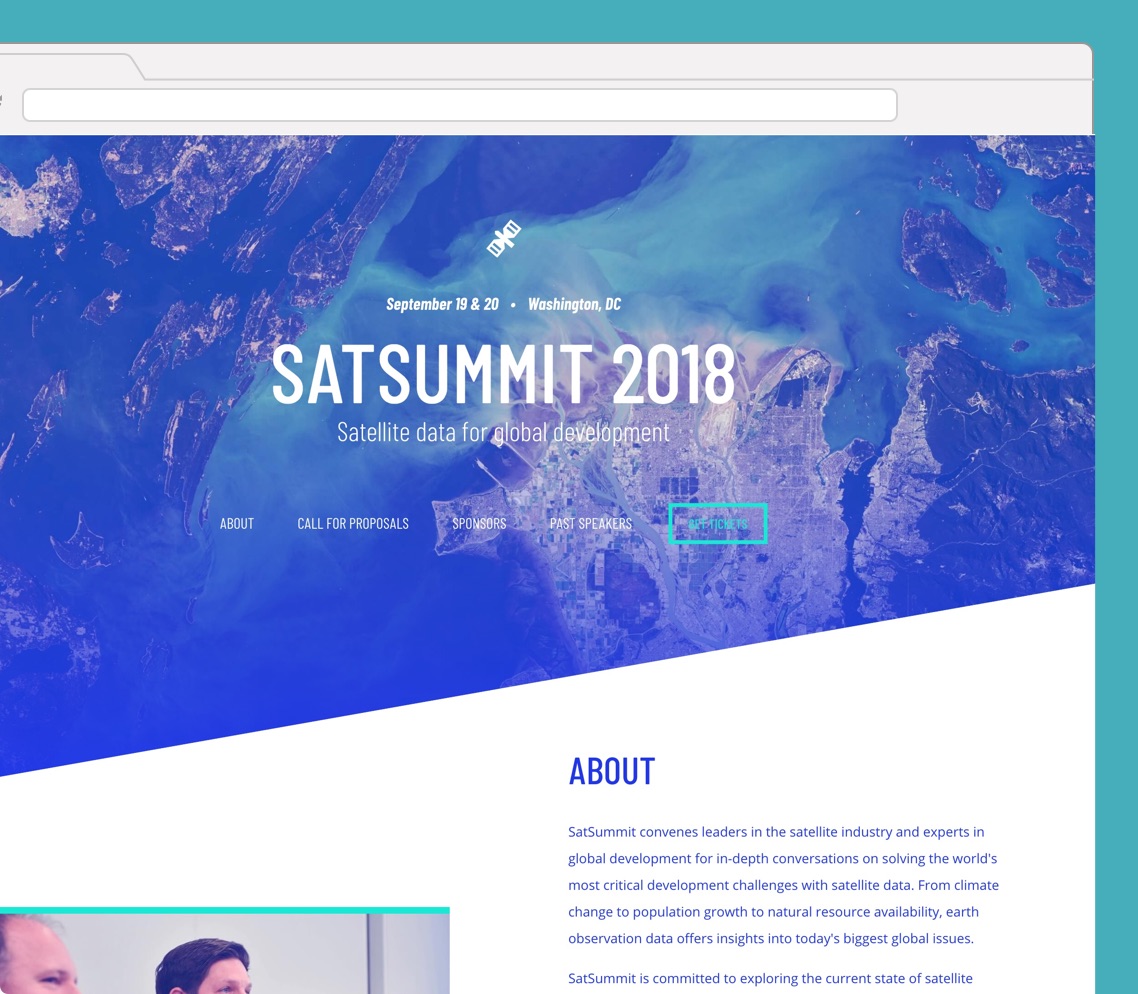 September 19 & 20 • Washington, DC
SATSUMMIT 2018
Satellite data for global development
ABOUT CALL FOR PROPOSALS SPONSORS PAST SPEAKERS GET TICKETS
ABOUT
SatSummit convenes leaders in the satellite industry and experts in
global development for in-depth conversations on solving the world's
most critical development challenges with satellite data. From climate
change to population growth to natural resource availability, earth
observation data offers insights into today's biggest global issues.
SatSummit is committed to exploring the current state of satellite